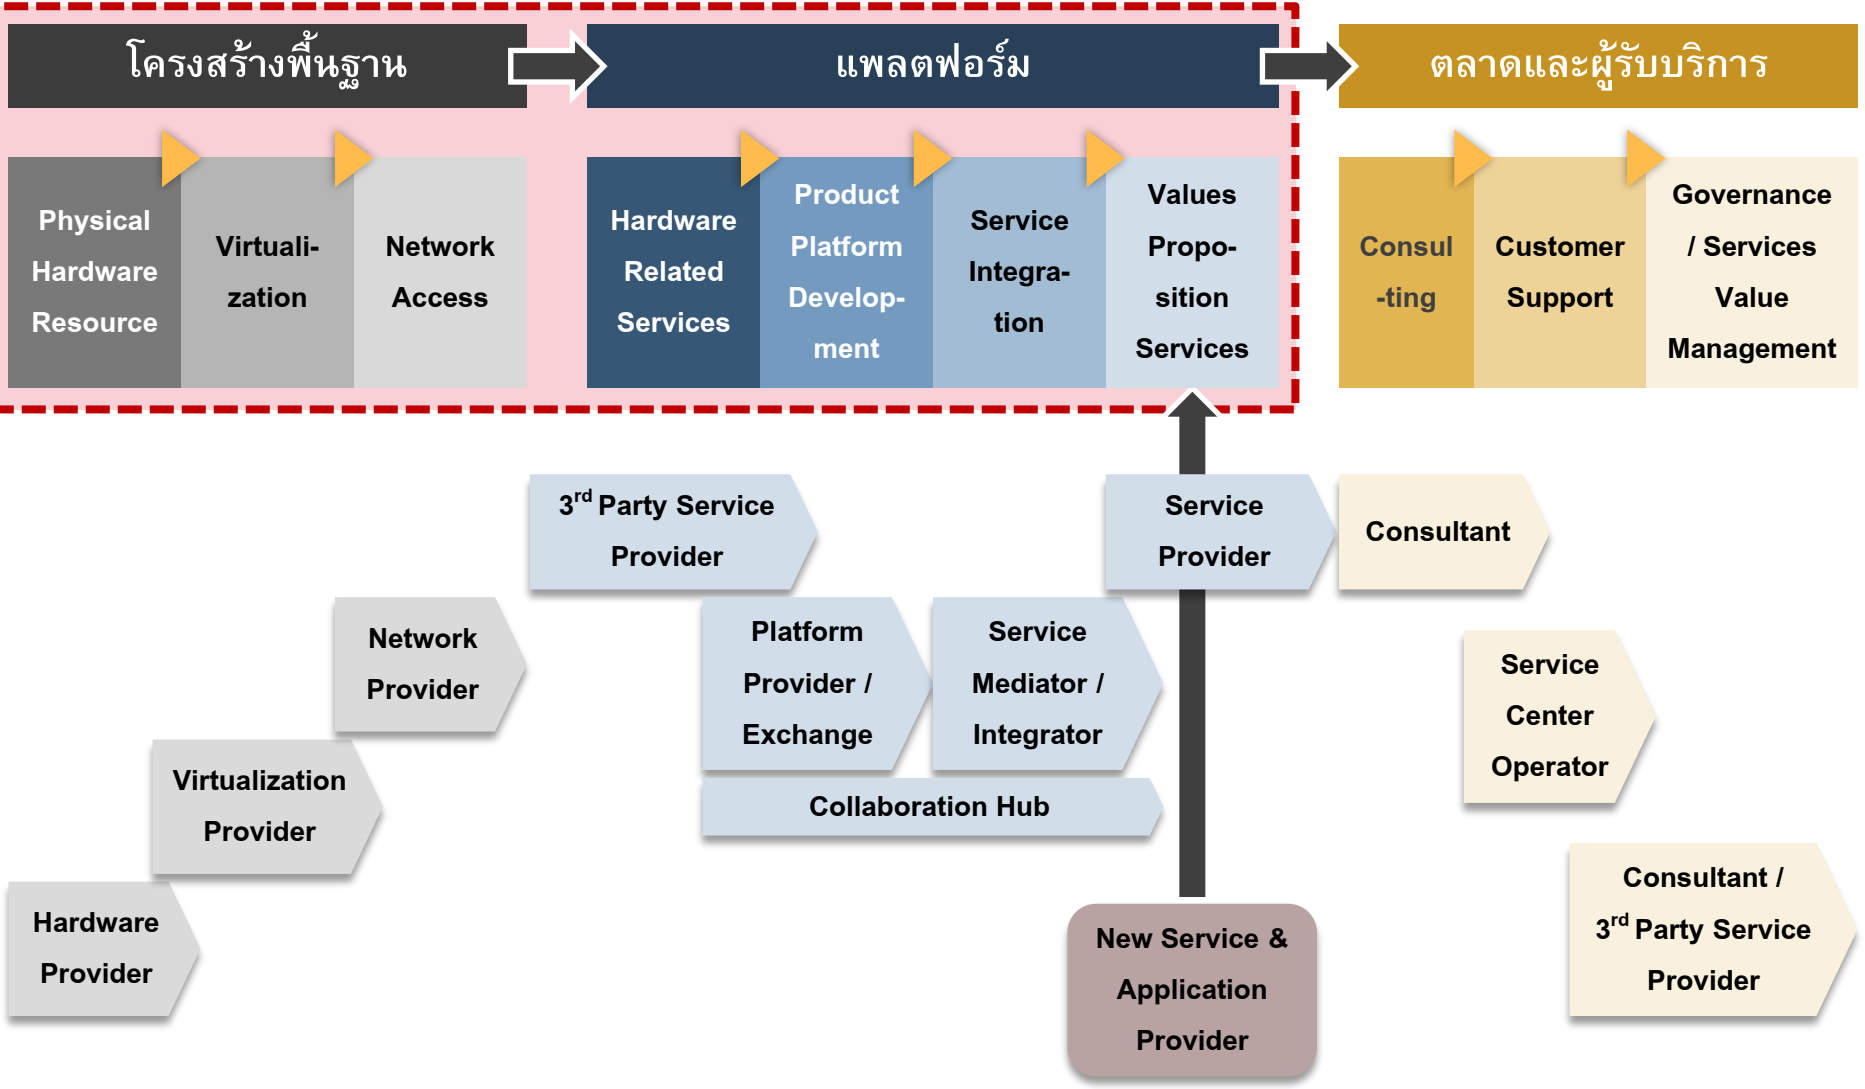 โครงสร้างพื้นฐาน
แพลตฟอร์ม
ตลาดและผู้รับบริการ
Physical
Hardware
Resource
Virtuali-
zation
Network
Access
Hardware
Related
Services
Product
Platform
Develop-
ment
Service
Integra-
tion
Values
Propo-
sition
Services
Consul
-ting
Customer
Support
Governance
/ Services
Value
Management
3rd Party Service
Provider
Service
Provider
Consultant
Network
Provider
Platform
Provider /
Exchange
Service
Mediator /
Integrator
Service
Center
Operator
Virtualization
Provider
Collaboration Hub
Hardware
Provider
New Service &
Application
Provider
Consultant /
3rd Party Service
Provider